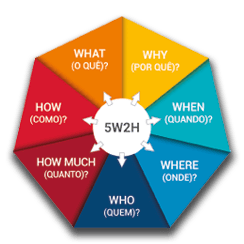 WHAT
(O QUÊ)?
WHY
(POR QUÊ)?
WHEN
(QUANDO)?
WHERE
(ONDE)?
WHO
(QUEM)?
HOW MUCH
(QUANTO)?
HOW
(COMO)?
5W2H